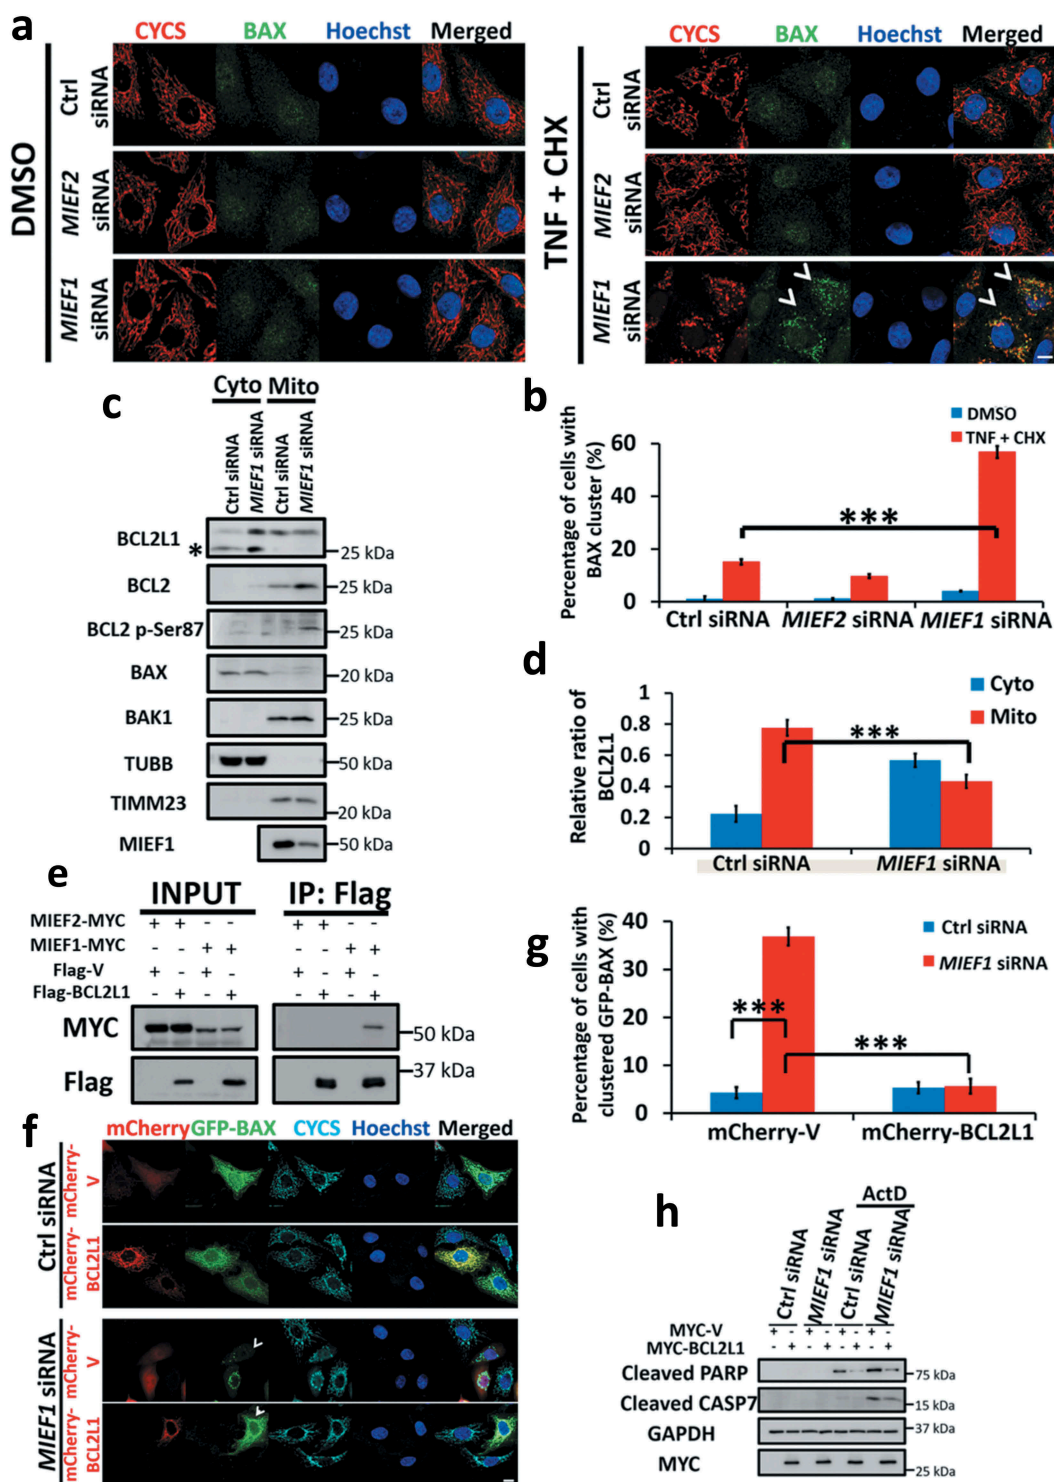 a
CYCS BAX Hoechst Merged
DMSO
Ctrl siRNA
MIEF2 siRNA
MIEF1 siRNA
CYCS BAX Hoechst Merged
TNF + CHX
Ctrl siRNA
MIEF2 siRNA
MIEF1 siRNA
b
DMSO
TNF + CHX
Percentage of cells with BAX cluster (%)
60
40
20
0
***
Ctrl siRNA MIEF2 siRNA MIEF1 siRNA
c
Cyto Mito
Ctrl siRNA
MIEF1 siRNA
Ctrl siRNA
MIEF1 siRNA
BCL2L1
* 25 kDa
BCL2 25 kDa
BCL2 p-Ser87 25 kDa
BAX 20 kDa
BAK1 25 kDa
TUBB 50 kDa
TIMM23 20 kDa
MIEF1 50 kDa
d
Cyto
Mito
Relative ratio of BCL2L1
1
0.8
0.6
0.4
0.2
0
***
Ctrl siRNA MIEF1 siRNA
e
INPUT IP: Flag
MIEF2-MYC + + - - + + - -
MIEF1-MYC - - + + - - + +
Flag-V + - + - + - + -
Flag-BCL2L1 - + - + - + - +
MYC 50 kDa
Flag 37 kDa
f
mCherry GFP-BAX CYCS Hoechst Merged
Ctrl siRNA
mCherry-V
mCherry-BCL2L1
MIEF1 siRNA
mCherry-V
mCherry-BCL2L1
g
Ctrl siRNA
MIEF1 siRNA
Percentage of cells with clustered GFP-BAX (%)
40
30
20
10
0
***
***
mCherry-V mCherry-BCL2L1
h
ActD
Ctrl siRNA
MIEF1 siRNA
Ctrl siRNA
MIEF1 siRNA
MYC-V + - + - + - + -
MYC-BCL2L1 - + - + - + - +
Cleaved PARP 75 kDa
Cleaved CASP7 15 kDa
GAPDH 37 kDa
MYC 25 kDa